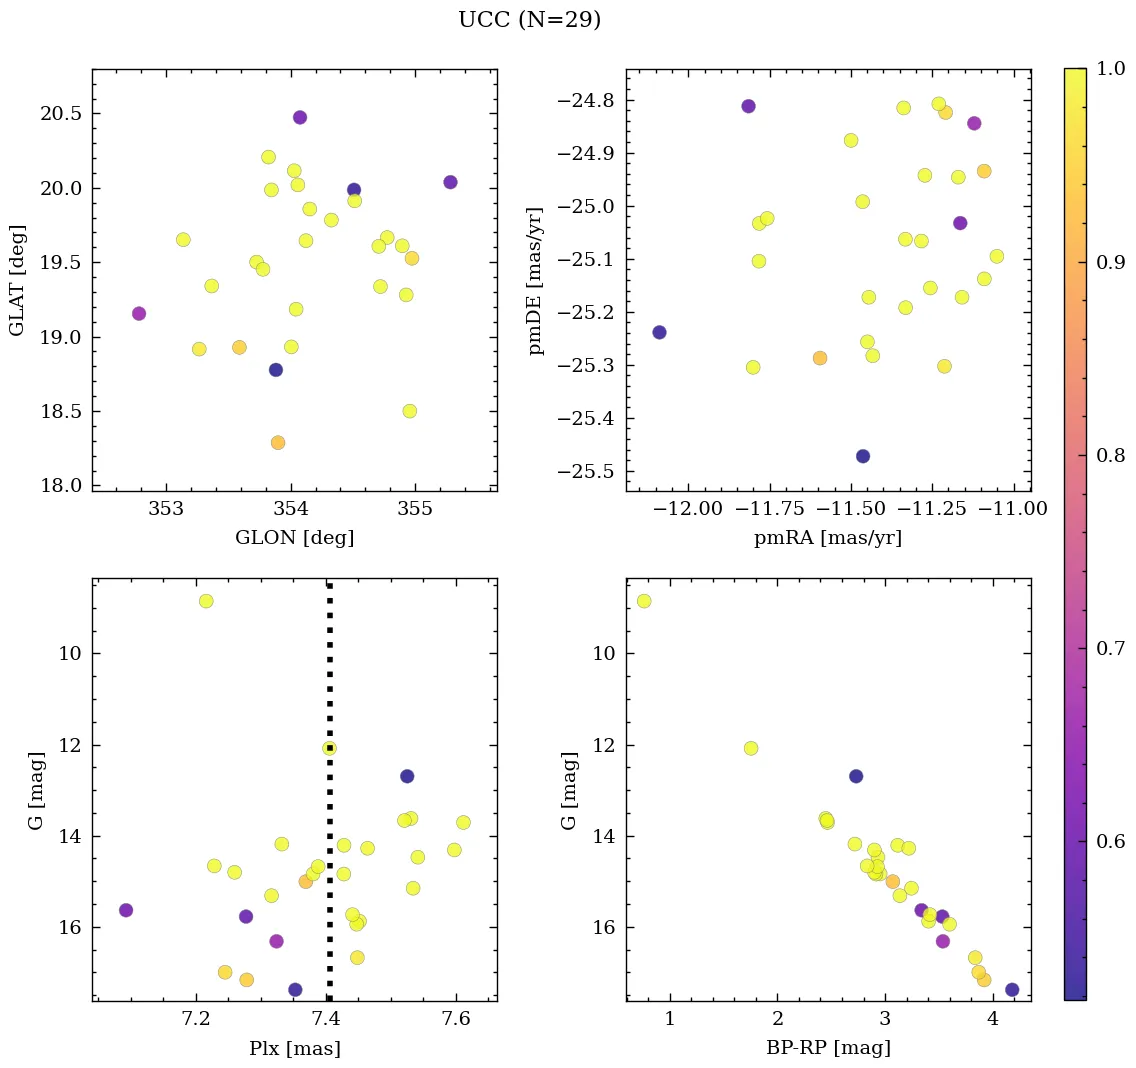 UCC (N=29)
GLAT [deg]
20.5
20.0
19.5
19.0
18.5
18.0
353 354 355
GLON [deg]
pmDE [mas/yr]
−24.8
−24.9
−25.0
−25.1
−25.2
−25.3
−25.4
−25.5
−12.00 −11.75 −11.50 −11.25 −11.00
pmRA [mas/yr]
1.0
0.9
0.8
0.7
0.6
G [mag]
10
12
14
16
7.2 7.4 7.6
Plx [mas]
G [mag]
10
12
14
16
1 2 3 4
BP-RP [mag]